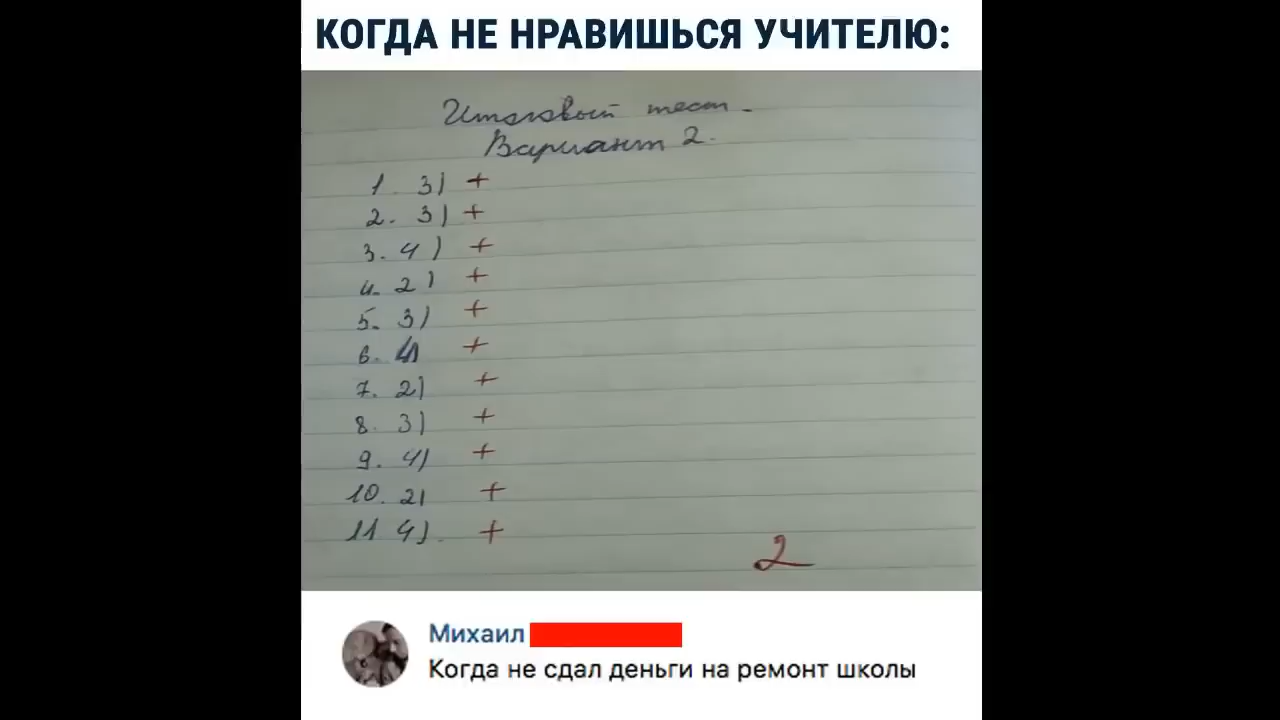 КОГДА НЕ НРАВИШЬСЯ УЧИТЕЛЮ:
Итоговый тест.
Вариант 2.
1. 3) +
2. 3) +
3. 4) +
4. 2) +
5. 3) +
6. 4) +
7. 2) +
8. 3) +
9. 4) +
10. 2) +
11. 4). +
2
Михаил
Когда не сдал деньги на ремонт школы